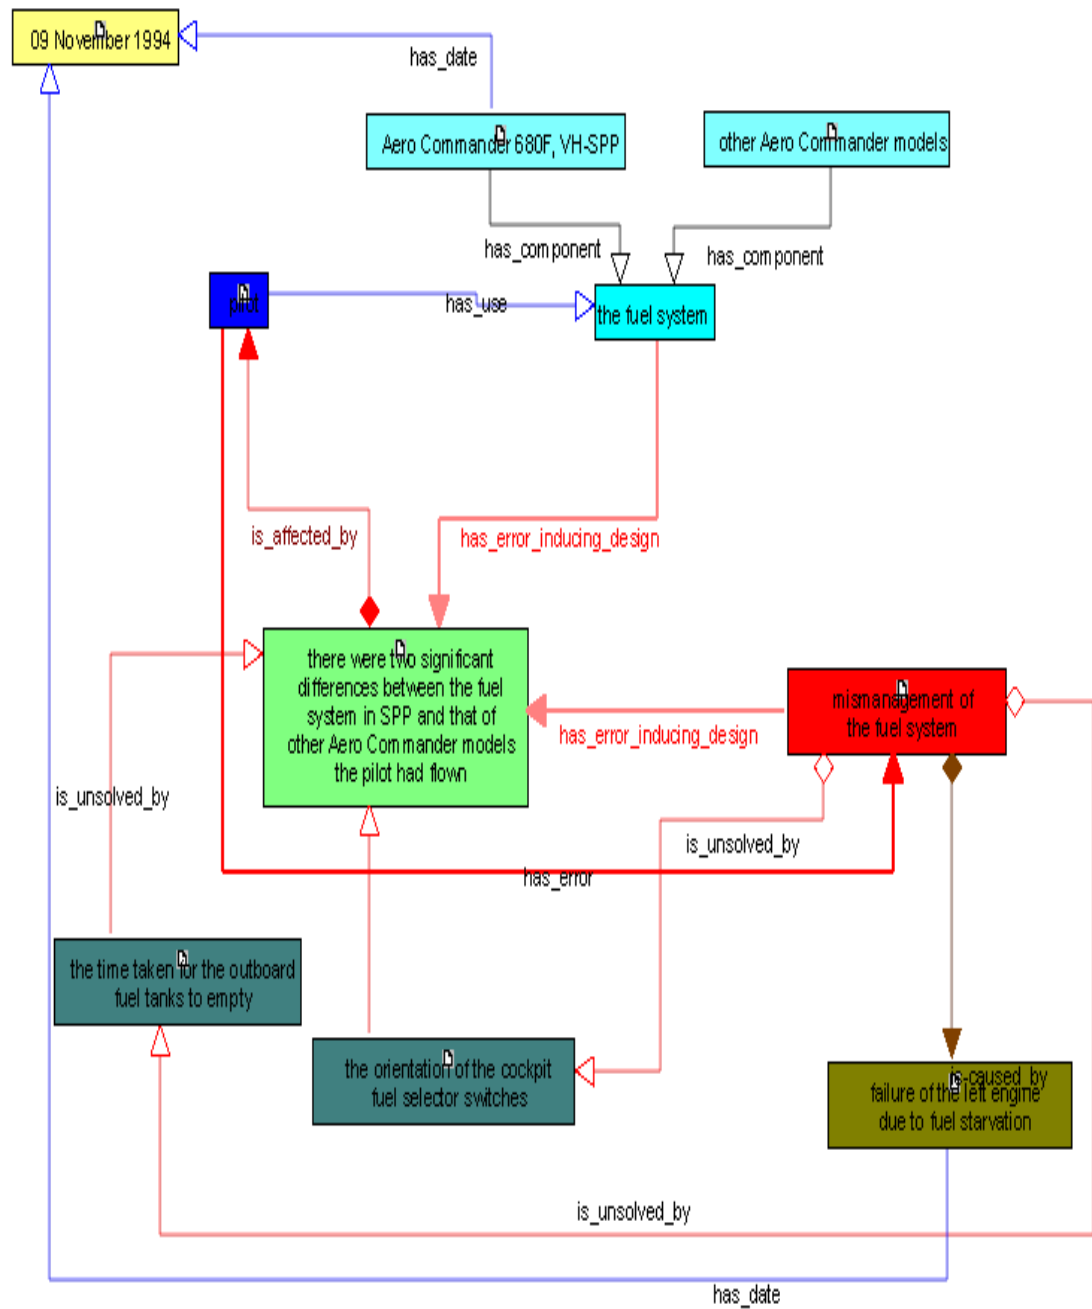 09 November 1994
has_date
Aero Commander 680F, VH-SPP
other Aero Commander models
has_component
has_component
pilot
has_use
the fuel system
is_affected_by
has_error_inducing_design
there were two significant
differences between the fuel
system in SPP and that of
other Aero Commander models
the pilot had flown
mismanagement of
the fuel system
has_error_inducing_design
is_unsolved_by
is_unsolved_by
has_error
the time taken for the outboard
fuel tanks to empty
the orientation of the cockpit
fuel selector switches
is-caused_by
failure of the left engine
due to fuel starvation
is_unsolved_by
has_date